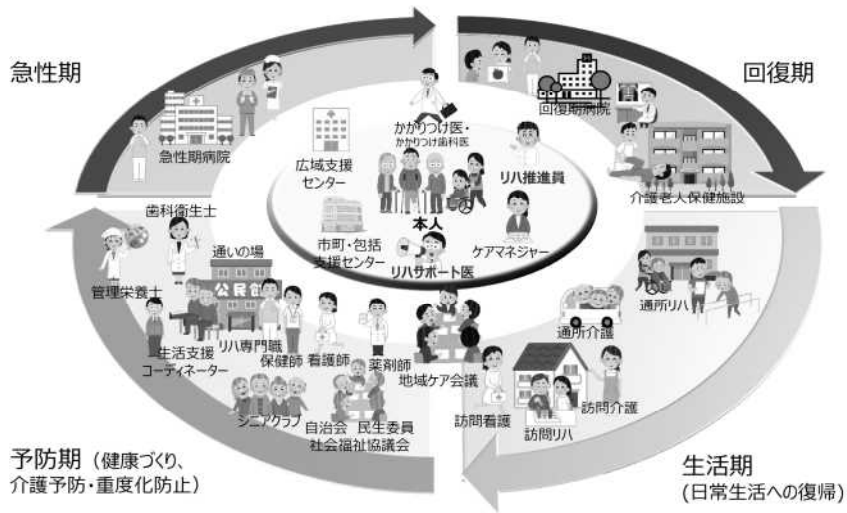 急性期
回復期
急性期病院
回復期病院
かかりつけ医・
かかりつけ歯科医
広域支援
センター
リハ推進員
介護老人保健施設
本人
市町・包括
支援センター
リハサポート医
ケアマネジャー
歯科衛生士
管理栄養士
通いの場
公民館
生活支援
コーディネーター
リハ専門職
保健師
看護師
薬剤師
地域ケア会議
シニアクラブ
自治会 民生委員
社会福祉協議会
通所リハ
通所介護
訪問看護
訪問リハ
訪問介護
予防期(健康づくり、
介護予防・重度化防止)
生活期
(日常生活への復帰)